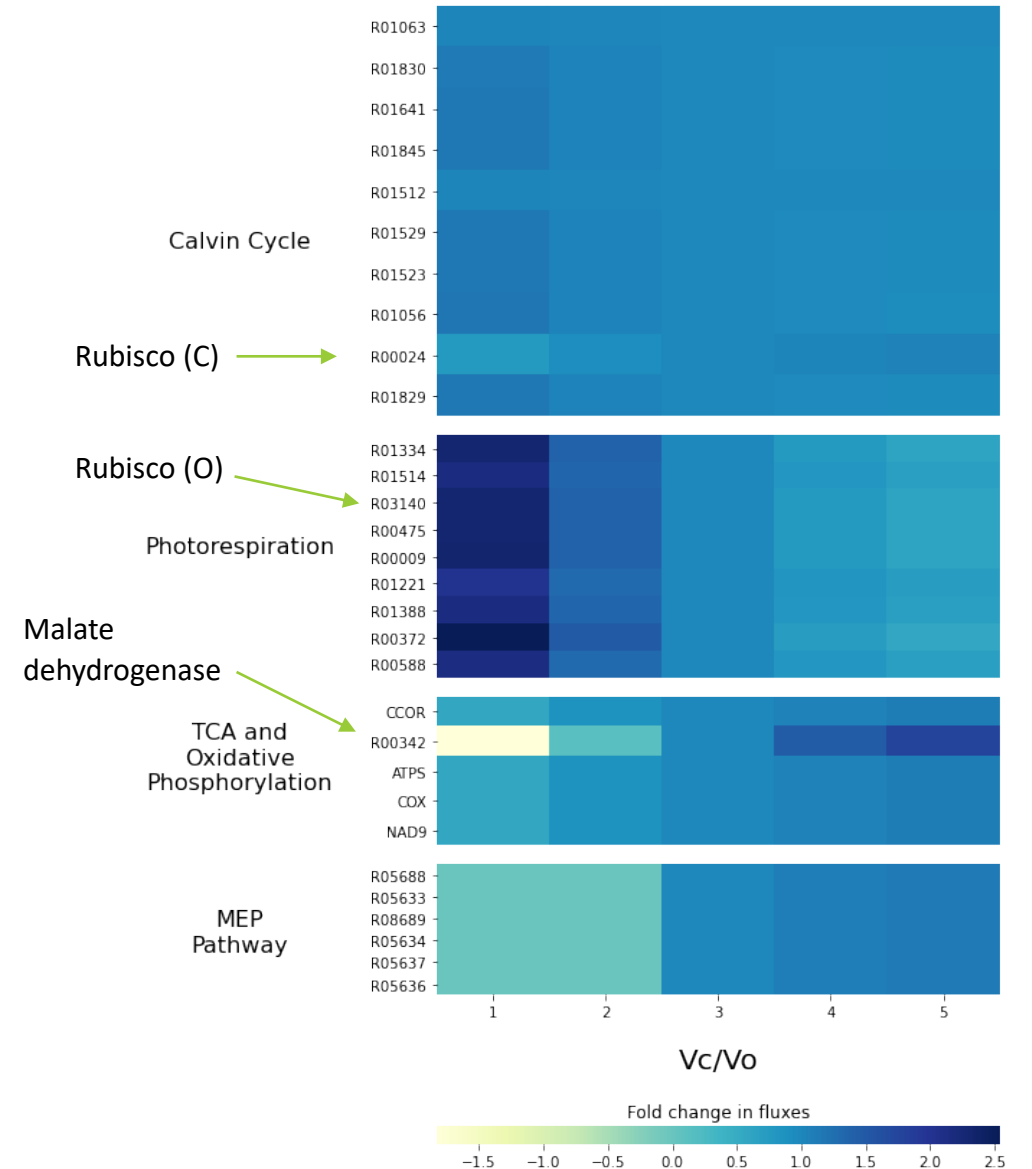 R01063
R01830
R01641
R01845
R01512
R01529
Calvin Cycle
R01523
R01056
Rubisco (C)
R00024
R01829
R01334
Rubisco (O)
R01514
R03140
R00475
Photorespiration
R00009
R01221
R01388
R00372
R00588
Malate
dehydrogenase
CCOR
TCA and
Oxidative
Phosphorylation
R00342
ATPS
COX
NAD9
R05688
R05633
MEP
Pathway
R08689
R05634
R05637
R05636
1 2 3 4 5
Vc/Vo
Fold change in fluxes
−1.5 −1.0 −0.5 0.0 0.5 1.0 1.5 2.0 2.5